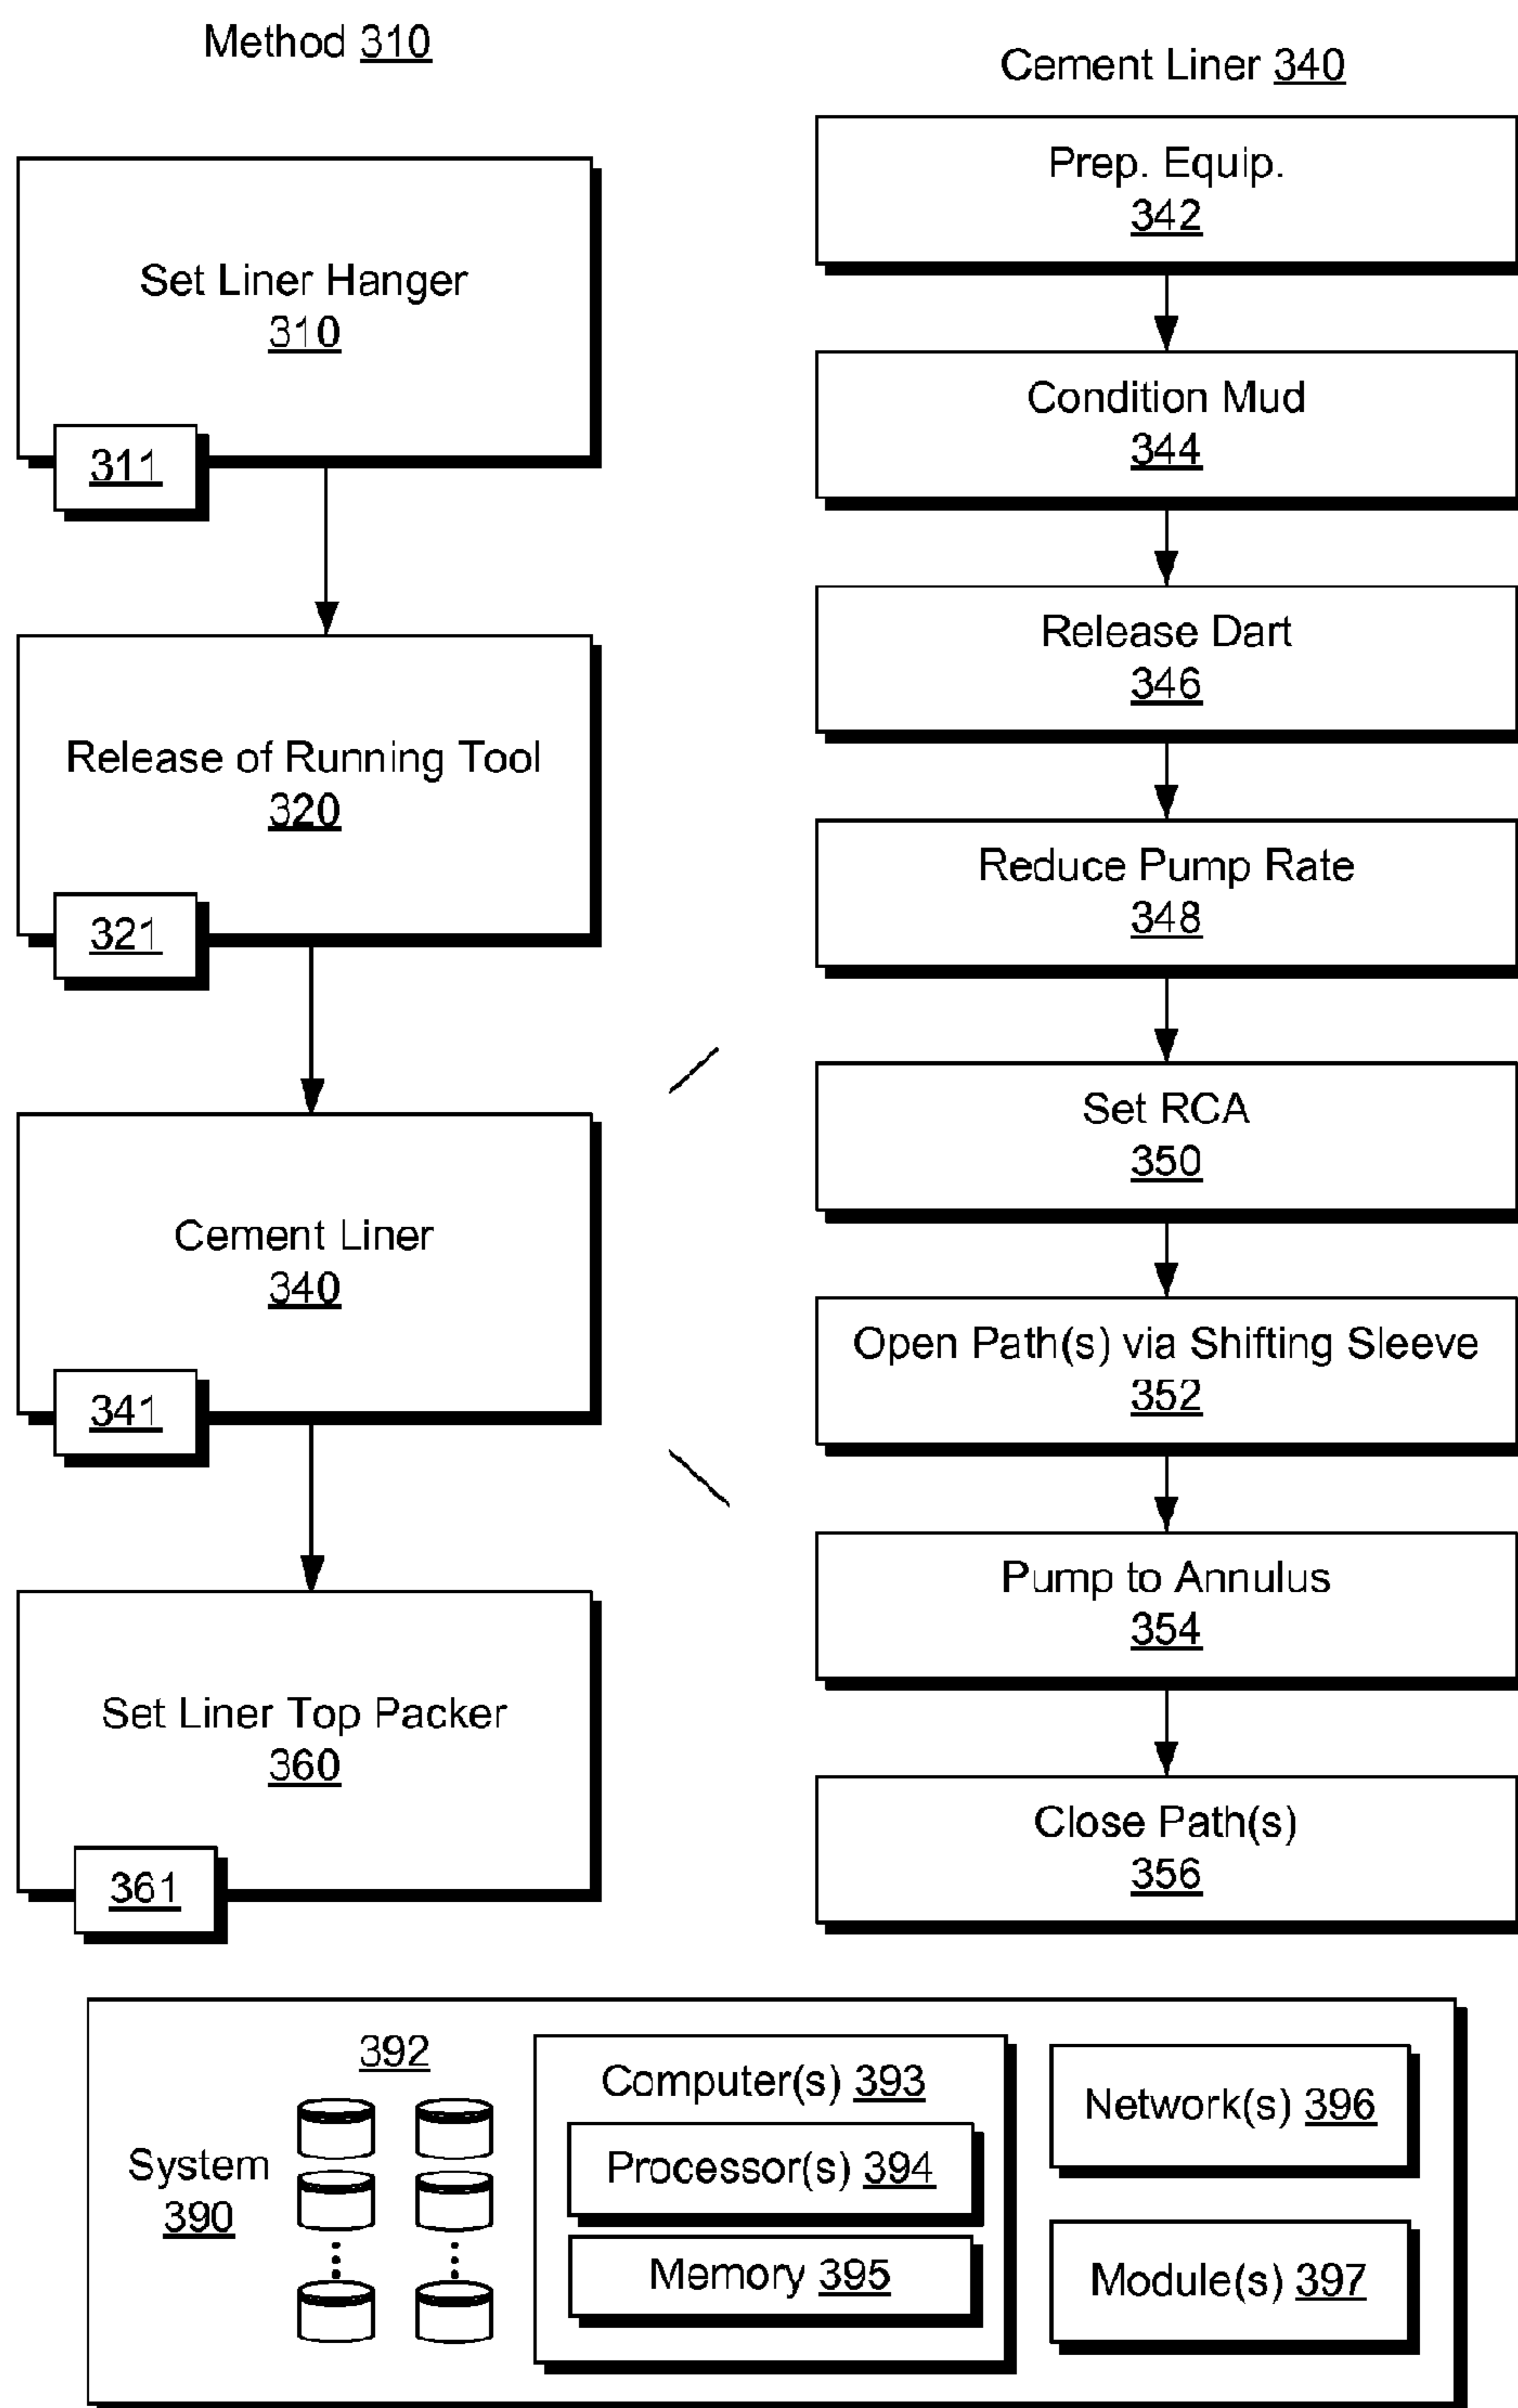 Method 310
Set Liner Hanger
310
311
Release of Running Tool
320
321
Cement Liner
340
341
Set Liner Top Packer
360
361
Cement Liner 340
Prep. Equip.
342
Condition Mud
344
Release Dart
346
Reduce Pump Rate
348
Set RCA
350
Open Path(s) via Shifting Sleeve
352
Pump to Annulus
354
Close Path(s)
356
System
390
392
Computer(s) 393
Processor(s) 394
Memory 395
Network(s) 396
Module(s) 397